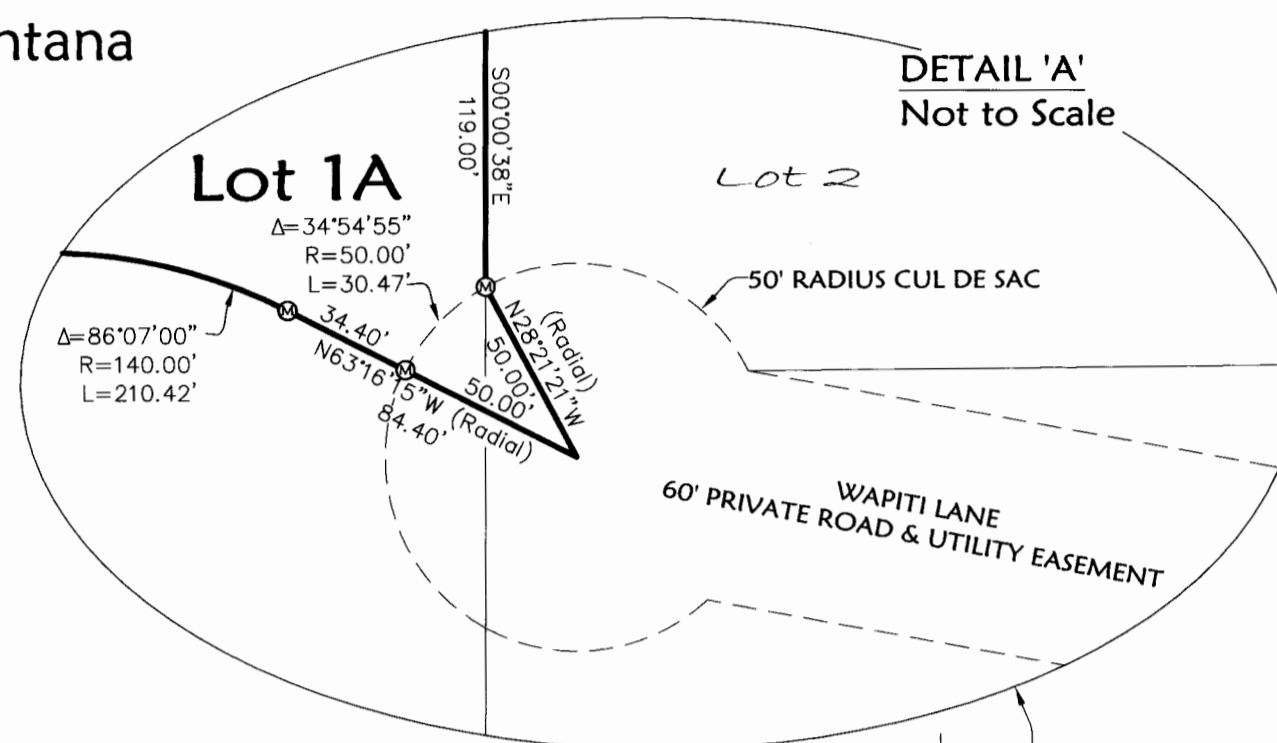 ntana
DETAIL 'A'
Not to Scale
S00°00'38"E
119.00'
Lot 1A
Lot 2
Δ=34°54'55"
R=50.00'
L=30.47'
50' RADIUS CUL DE SAC
Δ=86°07'00"
R=140.00'
L=210.42'
34.40'
N63°16'15"W (Radial)
84.40'
50.00'
(Radial)
N28°21'21"W
50.00'
M
M
M
WAPITI LANE
60' PRIVATE ROAD & UTILITY EASEMENT